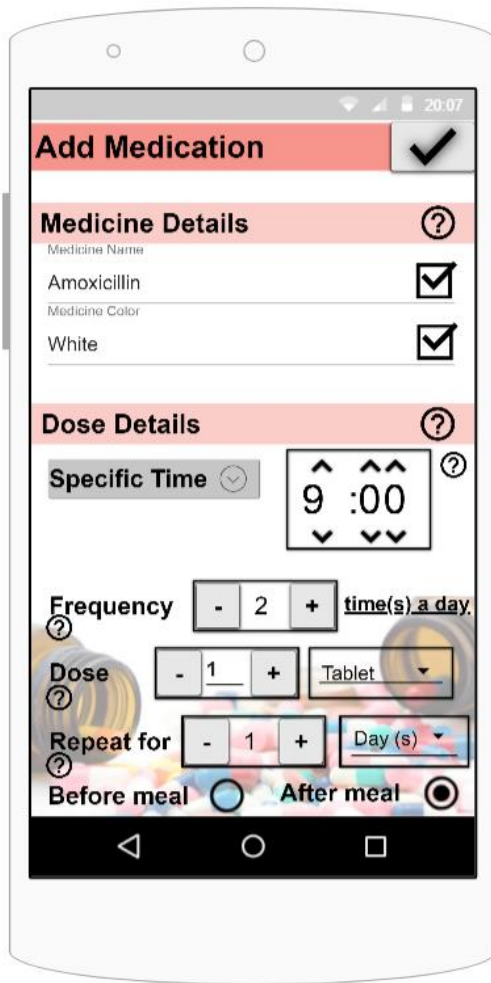 20:07
Add Medication
Medicine Details ?
Medicine Name
Amoxicillin
Medicine Color
White
Dose Details ?
Specific Time 9 :00 ?
Frequency - 2 + time(s) a day
?
Dose - 1 + Tablet
?
Repeat for - 1 + Day (s)
?
Before meal After meal